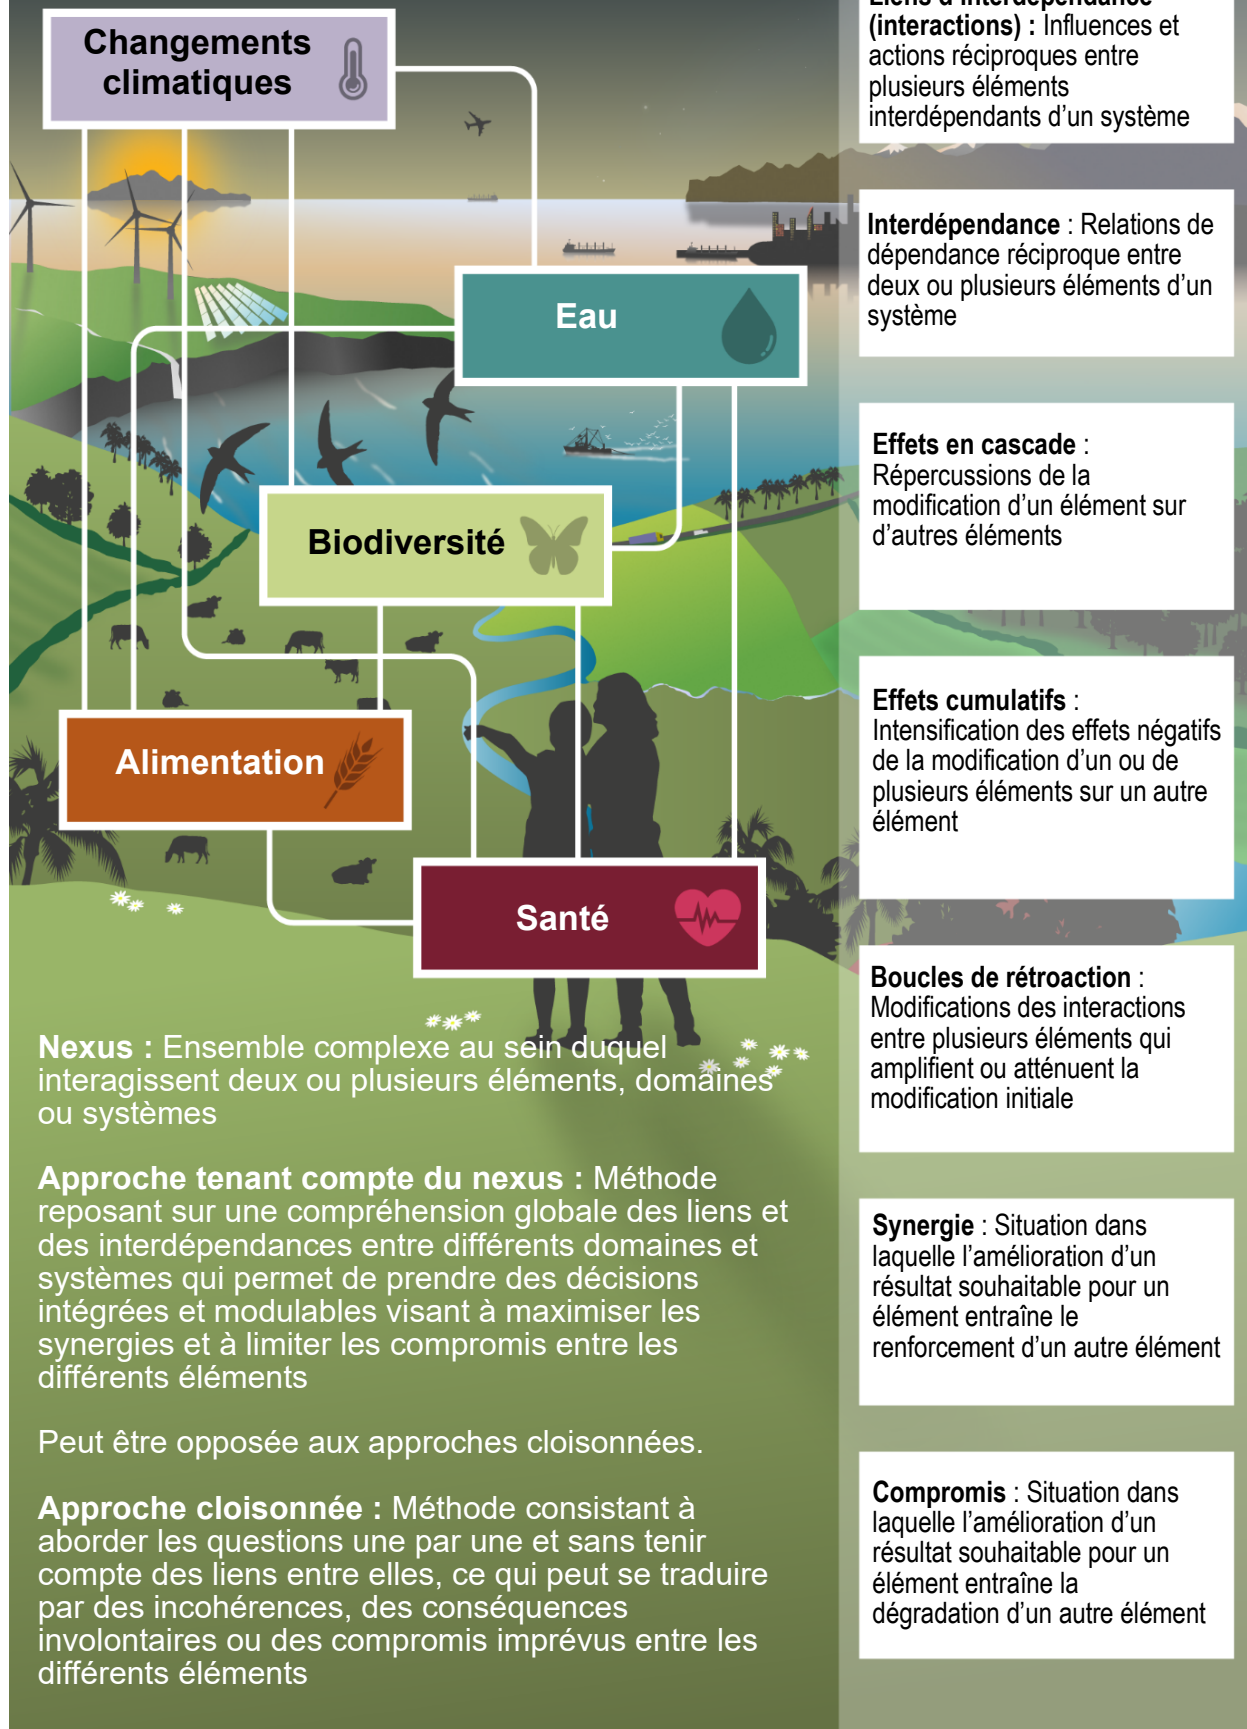 Changements
climatiques
Eau
Biodiversité
Alimentation
Santé
Nexus : Ensemble complexe au sein duquel
interagissent deux ou plusieurs éléments, domaines
ou systèmes
Approche tenant compte du nexus : Méthode
reposant sur une compréhension globale des liens et
des interdépendances entre différents domaines et
systèmes qui permet de prendre des décisions
intégrées et modulables visant à maximiser les
synergies et à limiter les compromis entre les
différents éléments
Peut être opposée aux approches cloisonnées.
Approche cloisonnée : Méthode consistant à
aborder les questions une par une et sans tenir
compte des liens entre elles, ce qui peut se traduire
par des incohérences, des conséquences
involontaires ou des compromis imprévus entre les
différents éléments
Liens d'interdépendance
(interactions) : Influences et
actions réciproques entre
plusieurs éléments
interdépendants d'un système
Interdépendance : Relations de
dépendance réciproque entre
deux ou plusieurs éléments d'un
système
Effets en cascade :
Répercussions de la
modification d'un élément sur
d'autres éléments
Effets cumulatifs :
Intensification des effets négatifs
de la modification d'un ou de
plusieurs éléments sur un autre
élément
Boucles de rétroaction :
Modifications des interactions
entre plusieurs éléments qui
amplifient ou atténuent la
modification initiale
Synergie : Situation dans
laquelle l'amélioration d'un
résultat souhaitable pour un
élément entraîne le
renforcement d'un autre élément
Compromis : Situation dans
laquelle l'amélioration d'un
résultat souhaitable pour un
élément entraîne la
dégradation d'un autre élément